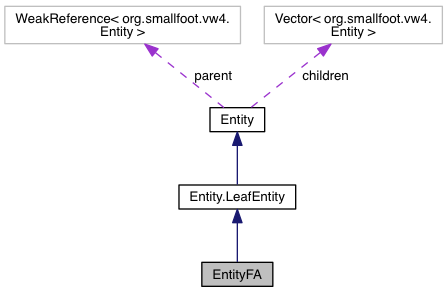 WeakReference< org.smallfoot.vw4.
Entity >
Vector< org.smallfoot.vw4.
Entity >
parent
children
Entity
Entity.LeafEntity
EntityFA